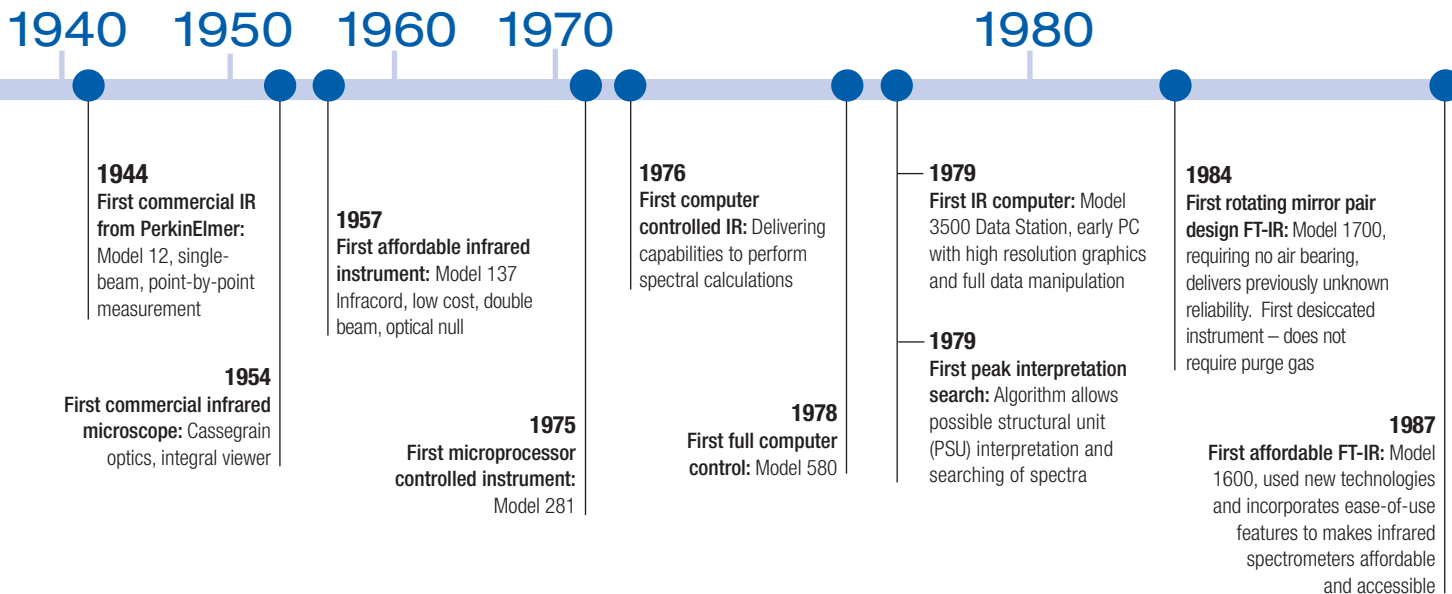 1940
1950
1960
1970
1980
1944
First commercial IR
from PerkinElmer:
Model 12, single-
beam, point-by-point
measurement
1954
First commercial infrared
microscope: Cassegrain
optics, integral viewer
1957
First affordable infrared
instrument: Model 137
Infracord, low cost, double
beam, optical null
1975
First microprocessor
controlled instrument:
Model 281
1976
First computer
controlled IR: Delivering
capabilities to perform
spectral calculations
1978
First full computer
control: Model 580
1979
First IR computer: Model
3500 Data Station, early PC
with high resolution graphics
and full data manipulation
1979
First peak interpretation
search: Algorithm allows
possible structural unit
(PSU) interpretation and
searching of spectra
1984
First rotating mirror pair
design FT-IR: Model 1700,
requiring no air bearing,
delivers previously unknown
reliability.  First desiccated
instrument – does not
require purge gas
1987
First affordable FT-IR: Model
1600, used new technologies
and incorporates ease-of-use
features to makes infrared
spectrometers affordable
and accessible